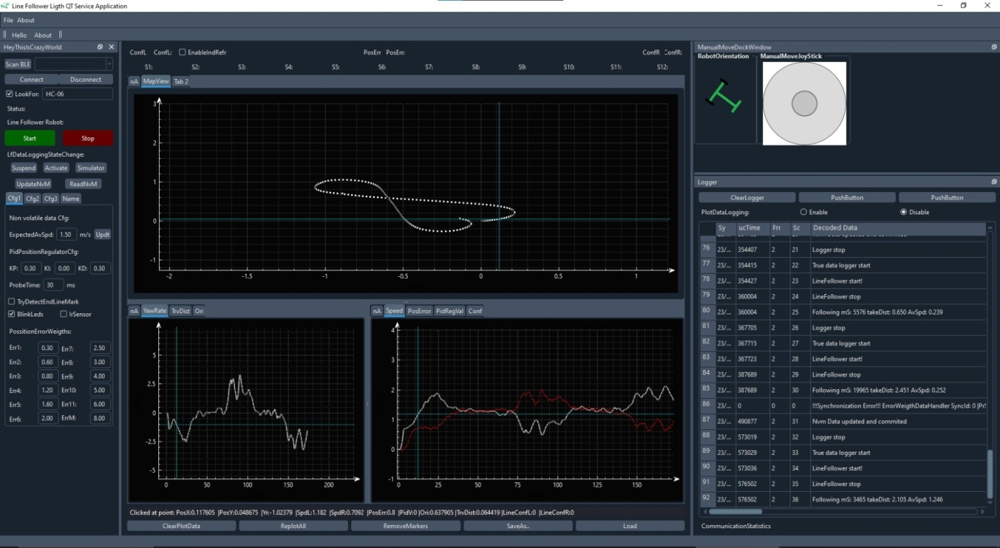 Line Follower Ligth QT Service Application
File About
Hello About
HeyThisIsCrazyWorld
Scan BLE
Connect Disconnect
LookFor: HC-06
Status:
Line Follower Robot:
Start Stop
LfDataLoggingStateChange:
Suspend Activate Simulator
UpdateNvM ReadNvM
Cfg1 Cfg2 Cfg3 Name
Non volatile data Cfg:
ExpectedAvSpd: 1.50 m/s Updt
PidPositionRegulatorCfg:
KP: 0.30 KI: 0.00 KD: 0.30
ProbeTime: 30 ms
TryDetectEndLineMark
BlinkLeds IrSensor
PossitionErrorWeigths:
Err1: 0.30 Err7: 2.50
Err2: 0.60 Err8: 3.00
Err3: 0.80 Err9: 4.00
Err4: 1.20 Err10: 5.00
Err5: 1.60 Err11: 6.00
Err6: 2.00 ErrM: 8.00
ConfL ConfL: EnableIndRefr PosErr PosErr: ConfR ConfR:
S1: S2: S3: S4: S5: S6: S7: S8: S9: S10: S11: S12:
nA MapView Tab 2
3
2
1
0
-1
-2 -1.5 -1 -0.5 0 0.5 1
nA YawRate TrvDist Ori
5
2.5
0
-2.5
-5
0 50 100 150 200
nA Speed PosError PidRegVal Conf
4
3
2
1
0
-1
0 25 50 75 100 125 150
Clicked at point: PosX:0.117605 |PosY:0.048675 |Yr:-1.02379 |SpdL:1.182 |SpdR:0.7092 |PosErr:0.8 |PidV:0 |Ori:0.637905 |TrvDist:0.064419 |LineConfL:0 |LineConfR:0
ClearPlotData ReplotAll RemoveMarkers SaveAs.. Load
ManualMoveDockWindow
RobotOrientation ManualMoveJoyStick
Logger
ClearLogger PushButton PushButton
PlotDataLogging: Enable Disable
Sy ucTime Fri Sc Decoded Data
76 23/... 354407 2 21 Logger stop
77 23/... 354415 2 22 True data logger start
78 23/... 354427 2 23 LineFollower start!
79 23/... 360004 2 24 LineFollower stop
80 23/... 360004 2 25 Following mS: 5576 takeDist: 0.650 AvSpd: 0.239
81 23/... 367705 2 26 Logger stop
82 23/... 367715 2 27 True data logger start
83 23/... 367723 2 28 LineFollower start!
84 23/... 387689 2 29 LineFollower stop
85 23/... 387689 2 30 Following mS: 19965 takeDist: 2.451 AvSpd: 0.252
86 23/... 0 0 0 !!!Synchronization Error!!! ErrorWeigthDataHandler SyncId: 0 |PrS
87 23/... 490877 2 31 Nvm Data updated and commited
88 23/... 573019 2 32 Logger stop
89 23/... 573029 2 33 True data logger start
90 23/... 573036 2 34 LineFollower start!
91 23/... 576502 2 35 LineFollower stop
92 23/... 576502 2 36 Following mS: 3465 takeDist: 2.105 AvSpd: 1.246
CommunicationStatistics